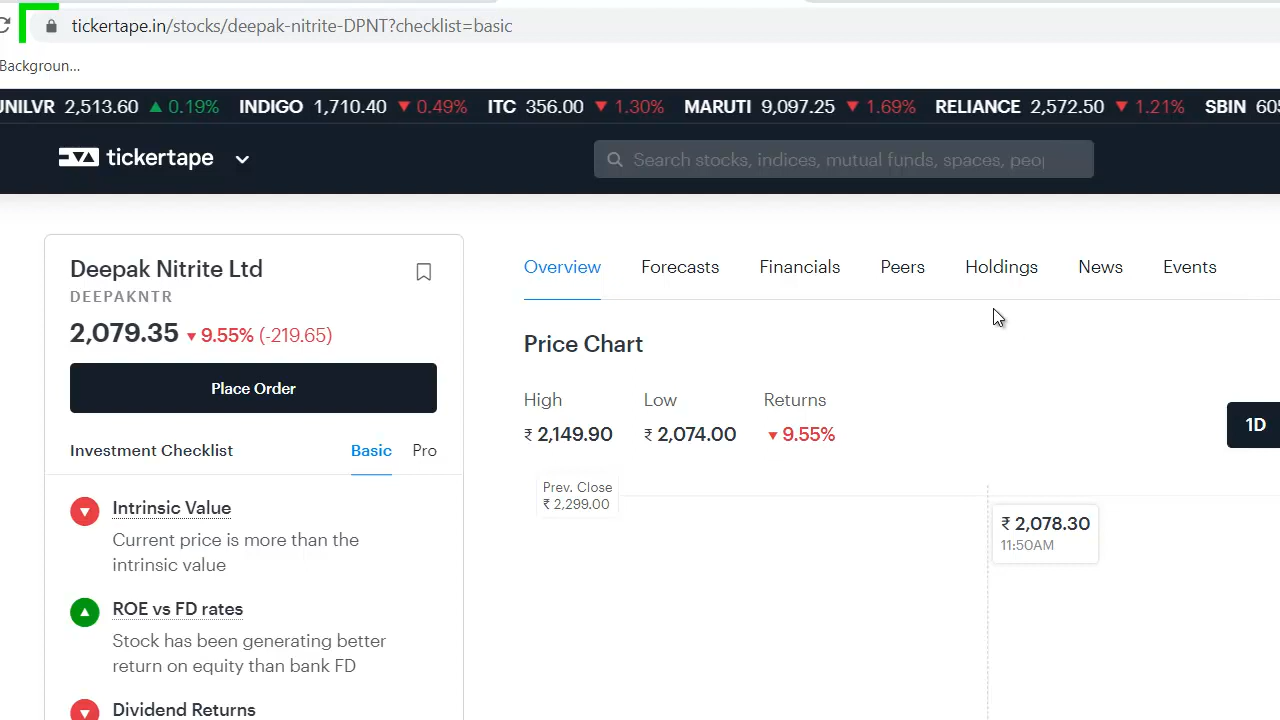 tickertape.in/stocks/deepak-nitrite-DPNT?checklist=basic
Backgroun...
UNILVR 2,513.60 ▲ 0.19% INDIGO 1,710.40 ▼ 0.49% ITC 356.00 ▼ 1.30% MARUTI 9,097.25 ▼ 1.69% RELIANCE 2,572.50 ▼ 1.21% SBIN 605
tickertape
Search stocks, indices, mutual funds, spaces, peo
Deepak Nitrite Ltd
DEEPAKNTR
2,079.35 ▼ 9.55% (-219.65)
Place Order
Investment Checklist Basic Pro
Intrinsic Value
Current price is more than the
intrinsic value
ROE vs FD rates
Stock has been generating better
return on equity than bank FD
Dividend Returns
Overview Forecasts Financials Peers Holdings News Events
Price Chart
High Low Returns
₹ 2,149.90 ₹ 2,074.00 ▼ 9.55%
1D
Prev. Close
₹ 2,299.00
₹ 2,078.30
11:50AM